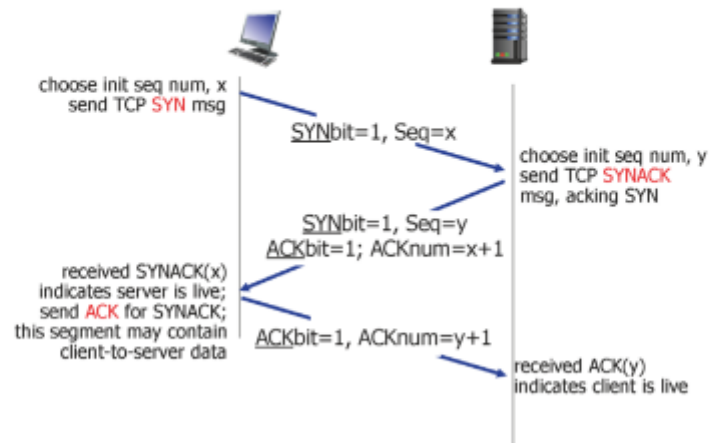 choose init seq num, x
send TCP SYN msg
SYNbit=1, Seq=x
choose init seq num, y
send TCP SYNACK
msg, acking SYN
SYNbit=1, Seq=y
ACKbit=1; ACKnum=x+1
received SYNACK(x)
indicates server is live;
send ACK for SYNACK;
this segment may contain
client-to-server data
ACKbit=1, ACKnum=y+1
received ACK(y)
indicates client is live